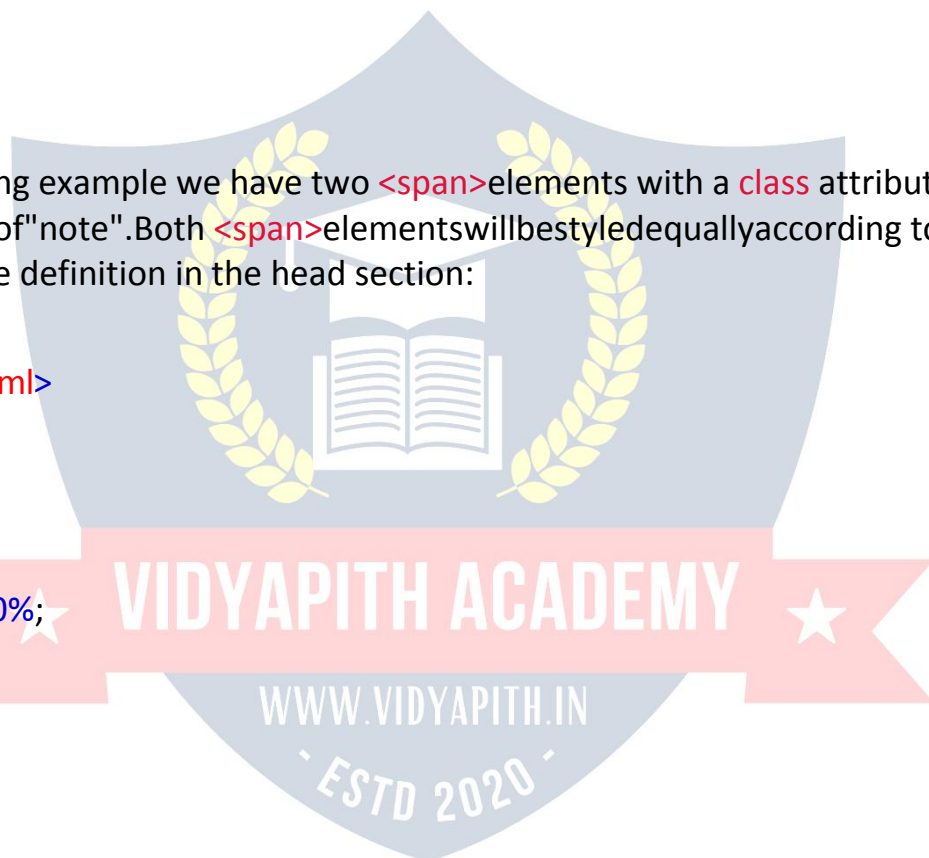 ng example we have two <span>elements with a class attribut
of"note".Both <span>elementswillbestyledequallyaccording to
e definition in the head section:
ml>
0%;
VIDYAPITH ACADEMY
WWW.VIDYAPITH.IN
- ESTD 2020 -